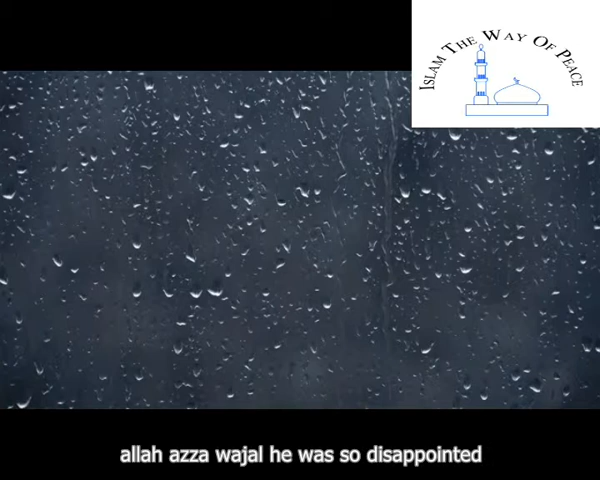 ISLAM THE WAY OF PEACE
allah azza wajal he was so disappointed